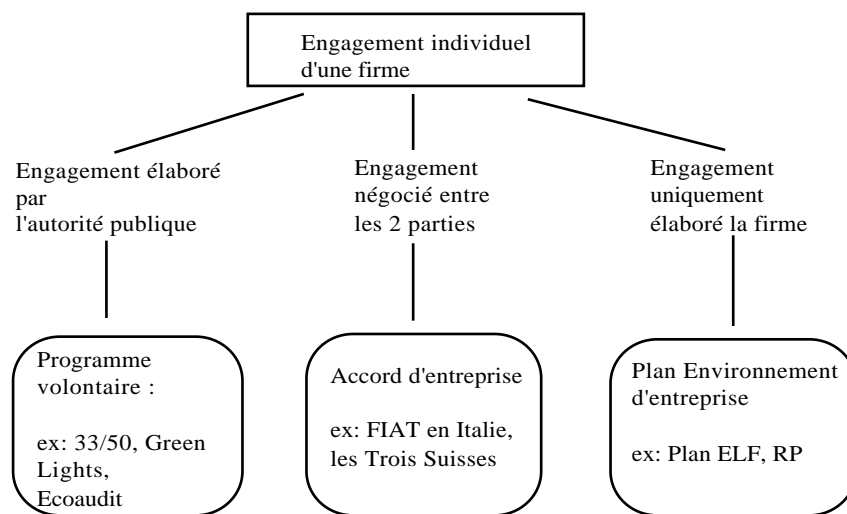 Engagement individuel
d'une firme
Engagement élaboré
par
l'autorité publique
Engagement
négocié entre
les 2 parties
Engagement
uniquement
élaboré la firme
Programme
volontaire :
ex: 33/50, Green
Lights,
Ecoaudit
Accord d'entreprise
ex: FIAT en Italie,
les Trois Suisses
Plan Environnement
d'entreprise
ex: Plan ELF, RP